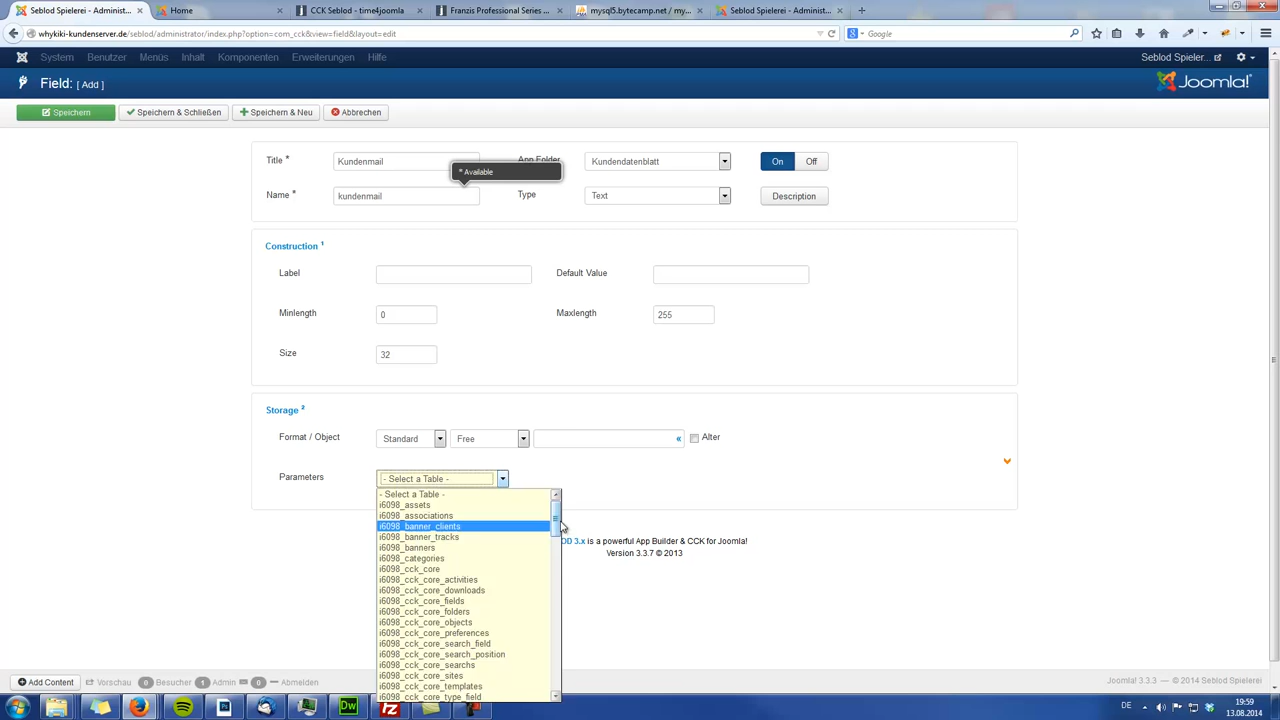 Seblod Spielerei - Administ...
Home
CCK Seblod - time4joomla
Franzis Professional Series ...
mysql5.bytecamp.net / my...
Seblod Spielerei - Administ...
whykiki-kundenserver.de/seblod/administrator/index.php?option=com_cck&view=field&layout=edit
Google
System Benutzer Menüs Inhalt Komponenten Erweiterungen Hilfe
Seblod Spieler...
Field: [ Add ]
Joomla!
Speichern
Speichern & Schließen
Speichern & Neu
Abbrechen
Title *
Kundenmail
App Folder
Kundendatenblatt
On Off
* Available
Name *
kundenmail
Type
Text
Description
Construction 1
Label
Default Value
Minlength
0
Maxlength
255
Size
32
Storage 2
Format / Object
Standard
Free
«
Alter
Parameters
- Select a Table -
- Select a Table -
i6098_assets
i6098_associations
i6098_banner_clients
i6098_banner_tracks
i6098_banners
i6098_categories
i6098_cck_core
i6098_cck_core_activities
i6098_cck_core_downloads
i6098_cck_core_fields
i6098_cck_core_folders
i6098_cck_core_objects
i6098_cck_core_preferences
i6098_cck_core_search_field
i6098_cck_core_search_position
i6098_cck_core_searchs
i6098_cck_core_sites
i6098_cck_core_templates
i6098_cck_core_type_field
OD 3.x is a powerful App Builder & CCK for Joomla!
Version 3.3.7 © 2013
Add Content
Vorschau
0 Besucher
1 Admin
0
Abmelden
Joomla! 3.3.3 — © 2014 Seblod Spielerei
DE
19:59
13.08.2014